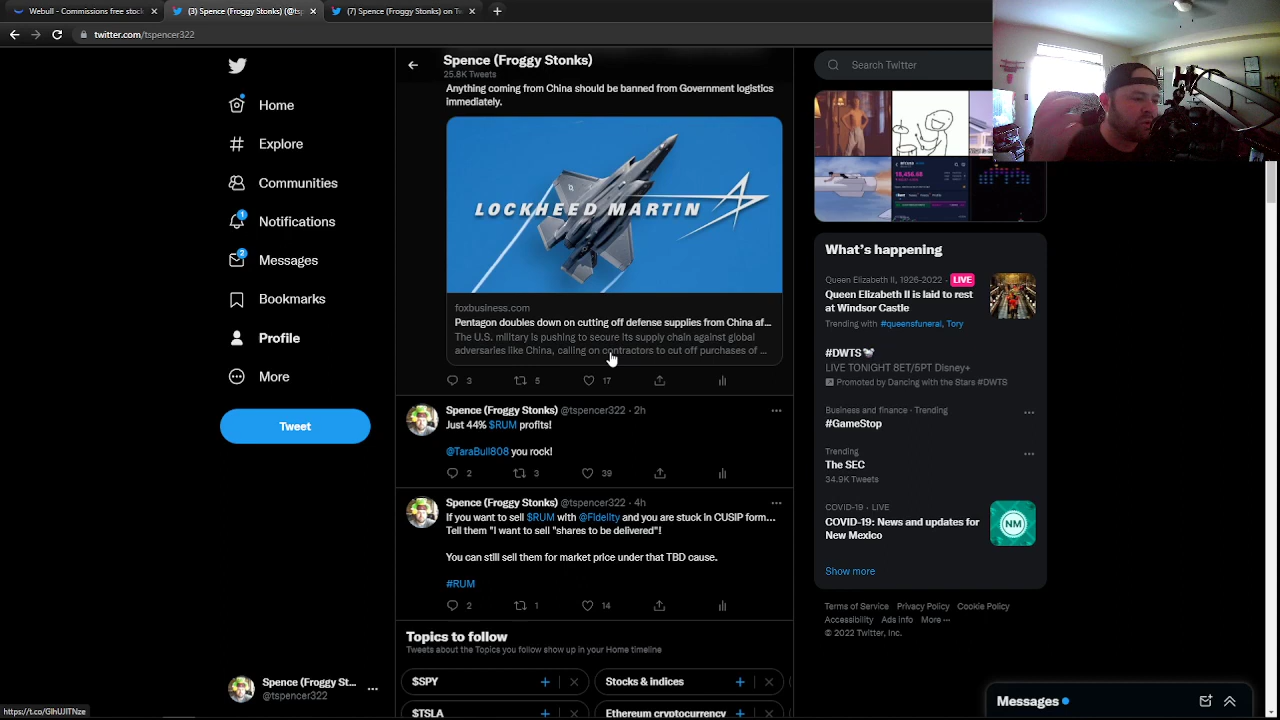 Webull - Commissions free stock
(3) Spence (Froggy Stonks) (@ts
(7) Spence (Froggy Stonks) on Tw
twitter.com/tspencer322
Spence (Froggy Stonks)
25.8K Tweets
Home
Explore
Communities
1
Notifications
2
Messages
Bookmarks
Profile
More
Tweet
Spence (Froggy St...
@tspencer322
Anything coming from China should be banned from Government logistics
immediately.
LOCKHEED MARTIN
foxbusiness.com
Pentagon doubles down on cutting off defense supplies from China af...
The U.S. military is pushing to secure its supply chain against global
adversaries like China, calling on contractors to cut off purchases of ...
3 5 17
Spence (Froggy Stonks) @tspencer322 · 2h
Just 44% $RUM profits!
@TaraBull808 you rock!
2 3 39
Spence (Froggy Stonks) @tspencer322 · 4h
If you want to sell $RUM with @Fidelity and you are stuck in CUSIP form...
Tell them "I want to sell "shares to be delivered"!
You can still sell them for market price under that TBD cause.
#RUM
2 1 14
Topics to follow
Tweets about the Topics you follow show up in your Home timeline
$SPY
Stocks & indices
$TSLA
Ethereum cryptocurrency
Search Twitter
18,456.68
What's happening
Queen Elizabeth II, 1926-2022 · LIVE
Queen Elizabeth II is laid to rest
at Windsor Castle
Trending with #queensfuneral, Tory
#DWTS
LIVE TONIGHT 8ET/5PT Disney+
Promoted by Dancing with the Stars #DWTS
Business and finance · Trending
#GameStop
Trending
The SEC
34.9K Tweets
COVID-19 · LIVE
COVID-19: News and updates for
New Mexico
NM
Show more
Terms of Service Privacy Policy Cookie Policy
Accessibility Ads info More
© 2022 Twitter, Inc.
Messages